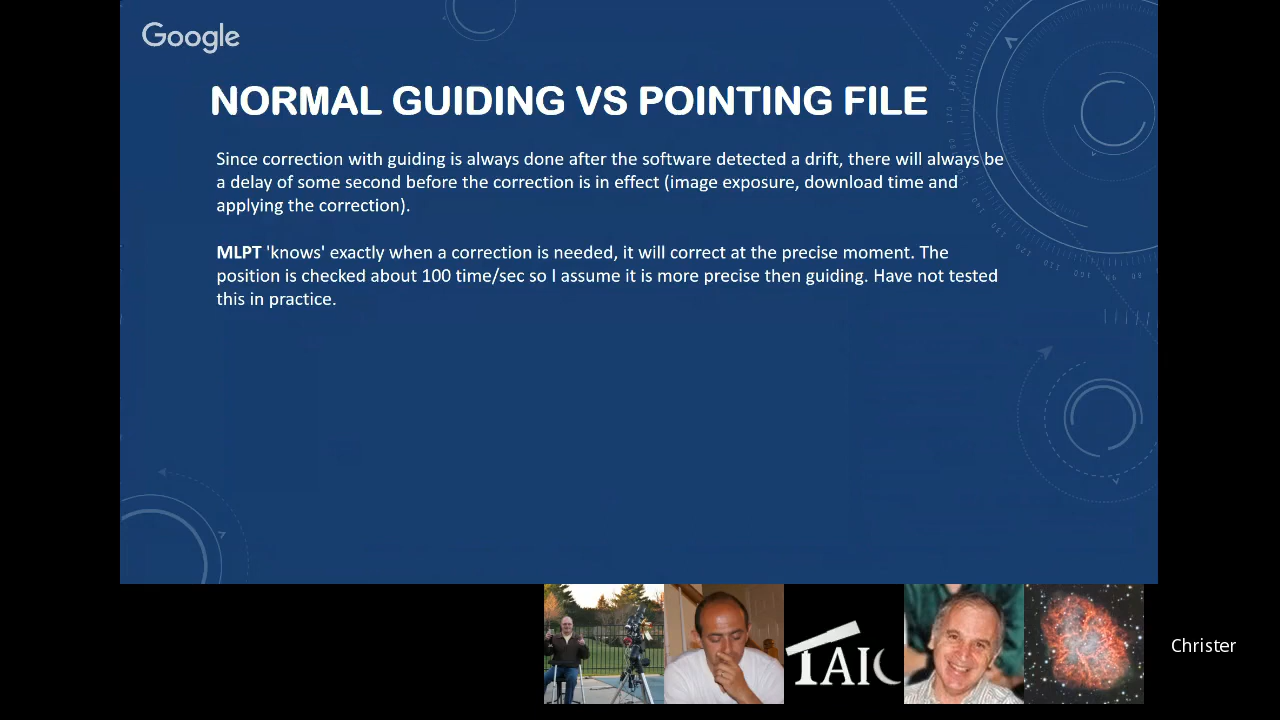 Google
NORMAL GUIDING VS POINTING FILE
Since correction with guiding is always done after the software detected a drift, there will always be
a delay of some second before the correction is in effect (image exposure, download time and
applying the correction).
MLPT 'knows' exactly when a correction is needed, it will correct at the precise moment. The
position is checked about 100 time/sec so I assume it is more precise then guiding. Have not tested
this in practice.
TAIC
Christer